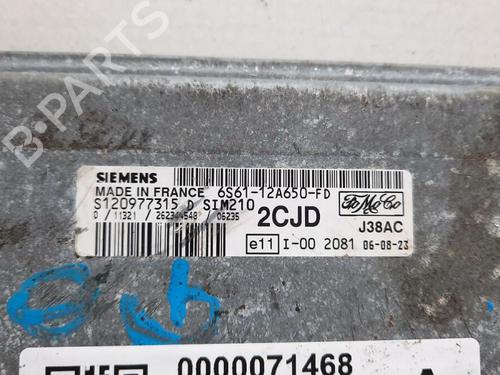 B-PARTS
SIEMENS
MADE IN FRANCE 6S61-12A650-FD
S120977315 D SIM210
0 / 11321 / 262344548 / 06235
2CJD
FoMoCo
J38AC
e11 I-00 2081 06-08-23
0000071468
A